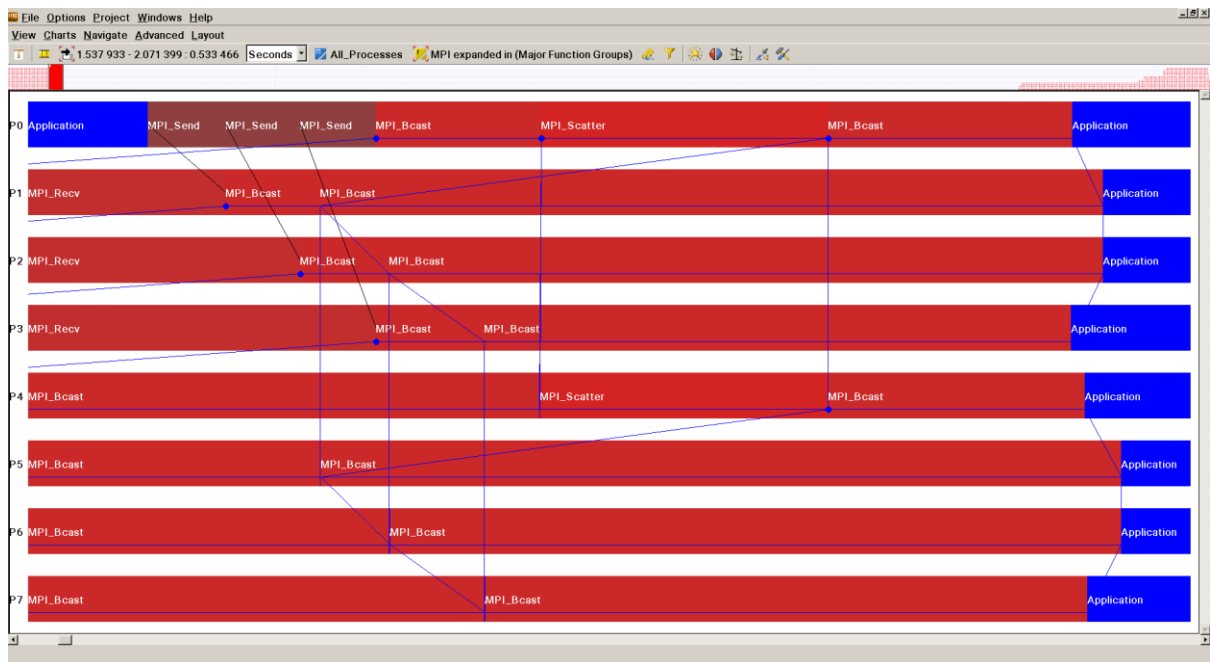 File Options Project Windows Help
View Charts Navigate Advanced Layout
1.537 933 - 2.071 399 : 0.533 466 Seconds All_Processes MPI expanded in (Major Function Groups)
P0 Application MPI_Send MPI_Send MPI_Send MPI_Bcast MPI_Scatter MPI_Bcast Application
P1 MPI_Recv MPI_Bcast MPI_Bcast Application
P2 MPI_Recv MPI_Bcast MPI_Bcast Application
P3 MPI_Recv MPI_Bcast MPI_Bcast Application
P4 MPI_Bcast MPI_Scatter MPI_Bcast Application
P5 MPI_Bcast MPI_Bcast Application
P6 MPI_Bcast MPI_Bcast Application
P7 MPI_Bcast MPI_Bcast Application